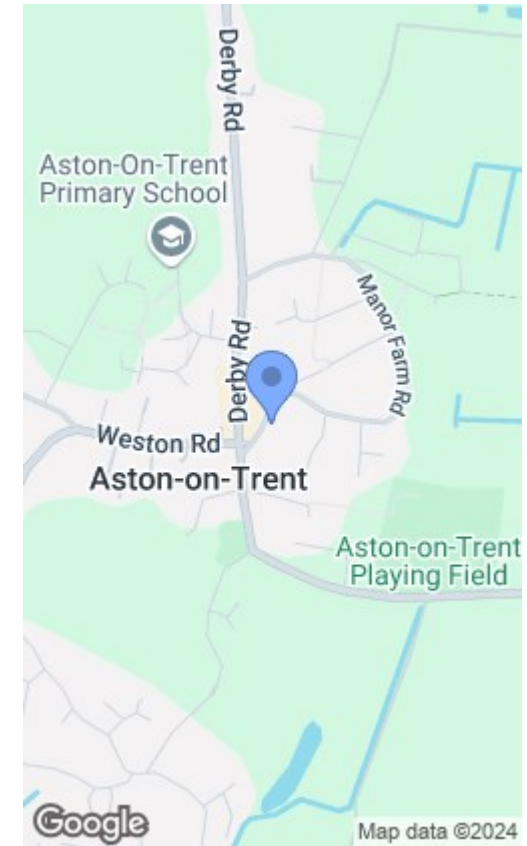 Derby Rd
Aston-On-Trent
Primary School
Manor Farm Rd
Derby Rd
Weston Rd
Aston-on-Trent
Aston-on-Trent
Playing Field
Google
Map data ©2024